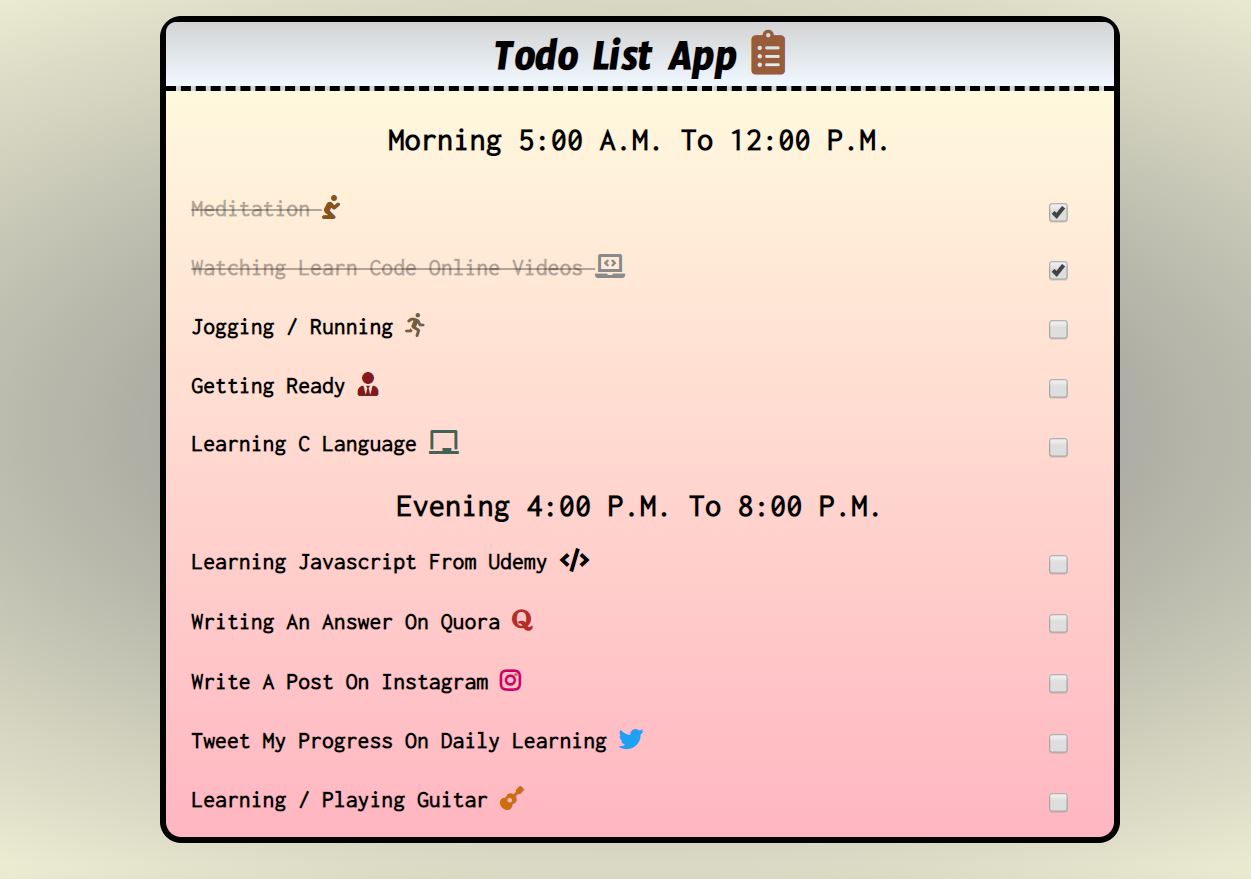 Todo List App
Morning 5:00 A.M. To 12:00 P.M.
Meditation
Watching Learn Code Online Videos
Jogging / Running
Getting Ready
Learning C Language
Evening 4:00 P.M. To 8:00 P.M.
Learning Javascript From Udemy
Writing An Answer On Quora
Write A Post On Instagram
Tweet My Progress On Daily Learning
Learning / Playing Guitar